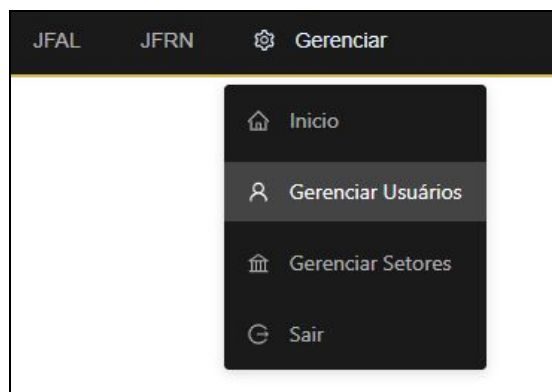 JFAL JFRN Gerenciar
Inicio
Gerenciar Usuários
Gerenciar Setores
Sair